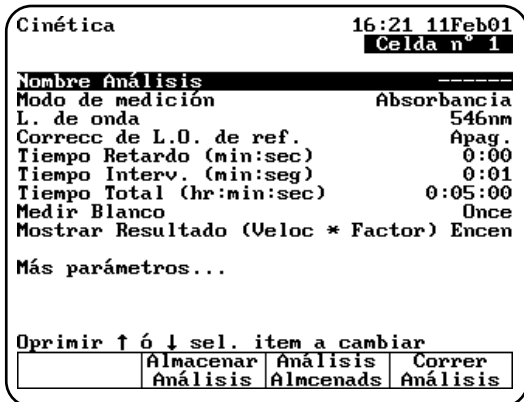 Cinética 16:21 11Feb01
Celda n° 1
Nombre Análisis ------
Modo de medición Absorbancia
L. de onda 546nm
Correcc de L.O. de ref. Apag.
Tiempo Retardo (min:sec) 0:00
Tiempo Interv. (min:seg) 0:01
Tiempo Total (hr:min:sec) 0:05:00
Medir Blanco Once
Mostrar Resultado (Veloc * Factor) Encen
Más parámetros...
Oprimir ↑ ó ↓ sel. item a cambiar
Almacenar Análisis Correr
Análisis Almcenads Análisis